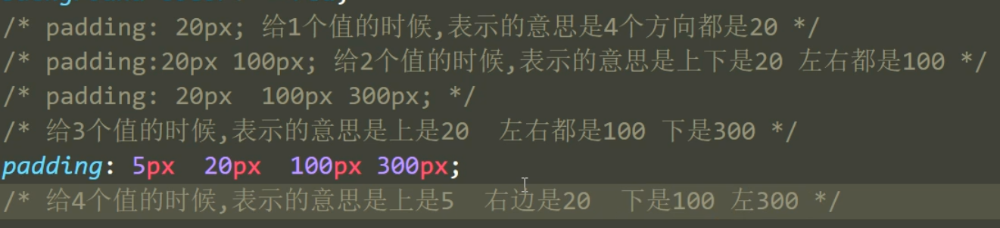 /* padding: 20px; 给1个值的时候,表示的意思是4个方向都是20 */
/* padding:20px 100px; 给2个值的时候,表示的意思是上下是20 左右都是100 */
/* padding: 20px  100px 300px; */
/* 给3个值的时候,表示的意思是上是20  左右都是100 下是300 */
padding: 5px  20px  100px 300px;
/* 给4个值的时候,表示的意思是上是5  右边是20  下是100 左300 */